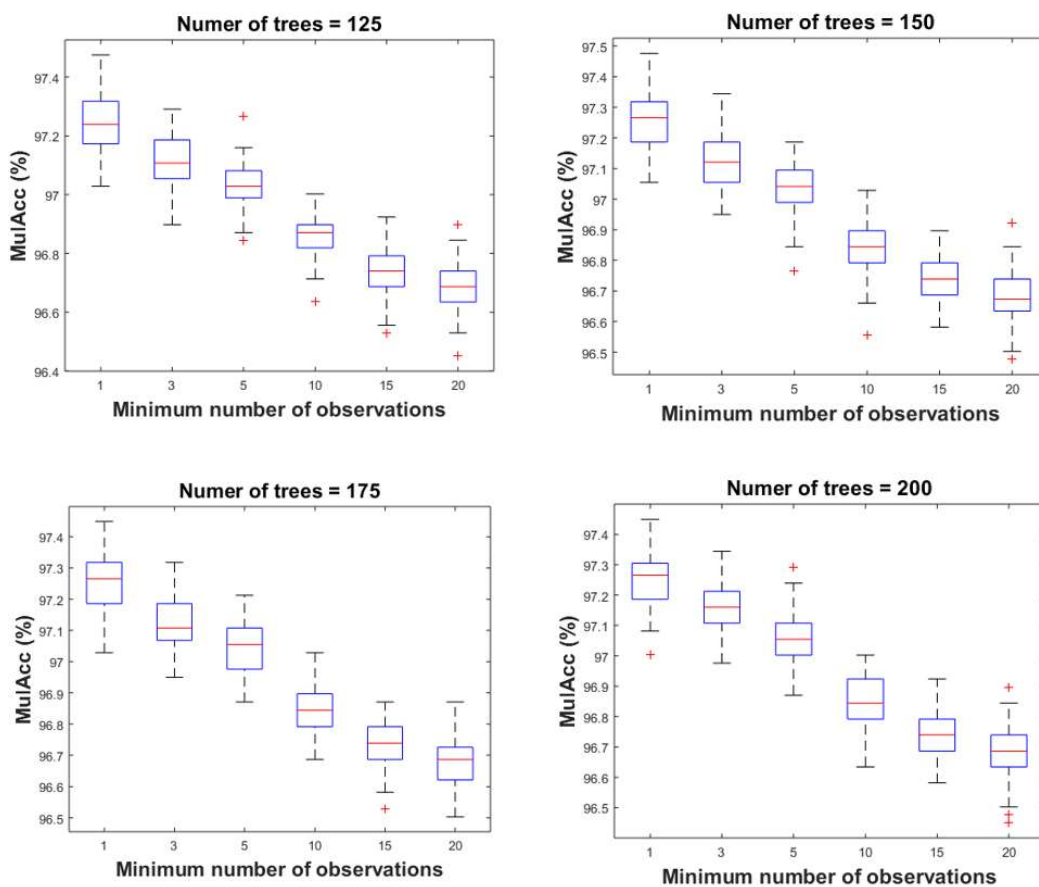 Numer of trees = 125
MulAcc (%)
97.4
97.2
97
96.8
96.6
96.4
1 3 5 10 15 20
Minimum number of observations
Numer of trees = 150
MulAcc (%)
97.5
97.4
97.3
97.2
97.1
97
96.9
96.8
96.7
96.6
96.5
1 3 5 10 15 20
Minimum number of observations
Numer of trees = 175
MulAcc (%)
97.4
97.3
97.2
97.1
97
96.9
96.8
96.7
96.6
96.5
1 3 5 10 15 20
Minimum number of observations
Numer of trees = 200
MulAcc (%)
97.4
97.3
97.2
97.1
97
96.9
96.8
96.7
96.6
96.5
1 3 5 10 15 20
Minimum number of observations